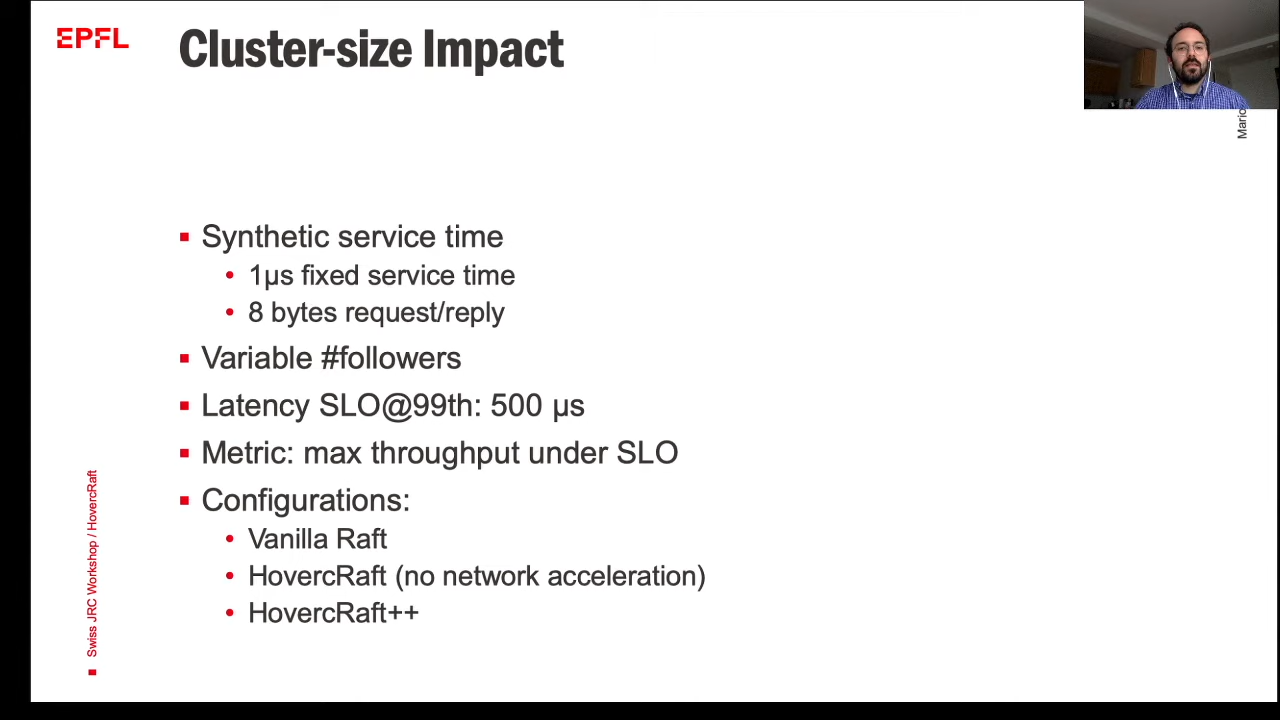 EPFL
Cluster-size Impact
Mario
Synthetic service time
1µs fixed service time
8 bytes request/reply
Variable #followers
Latency SLO@99th: 500 µs
Metric: max throughput under SLO
Configurations:
Vanilla Raft
HovercRaft (no network acceleration)
HovercRaft++
Swiss JRC Workshop / HovercRaft